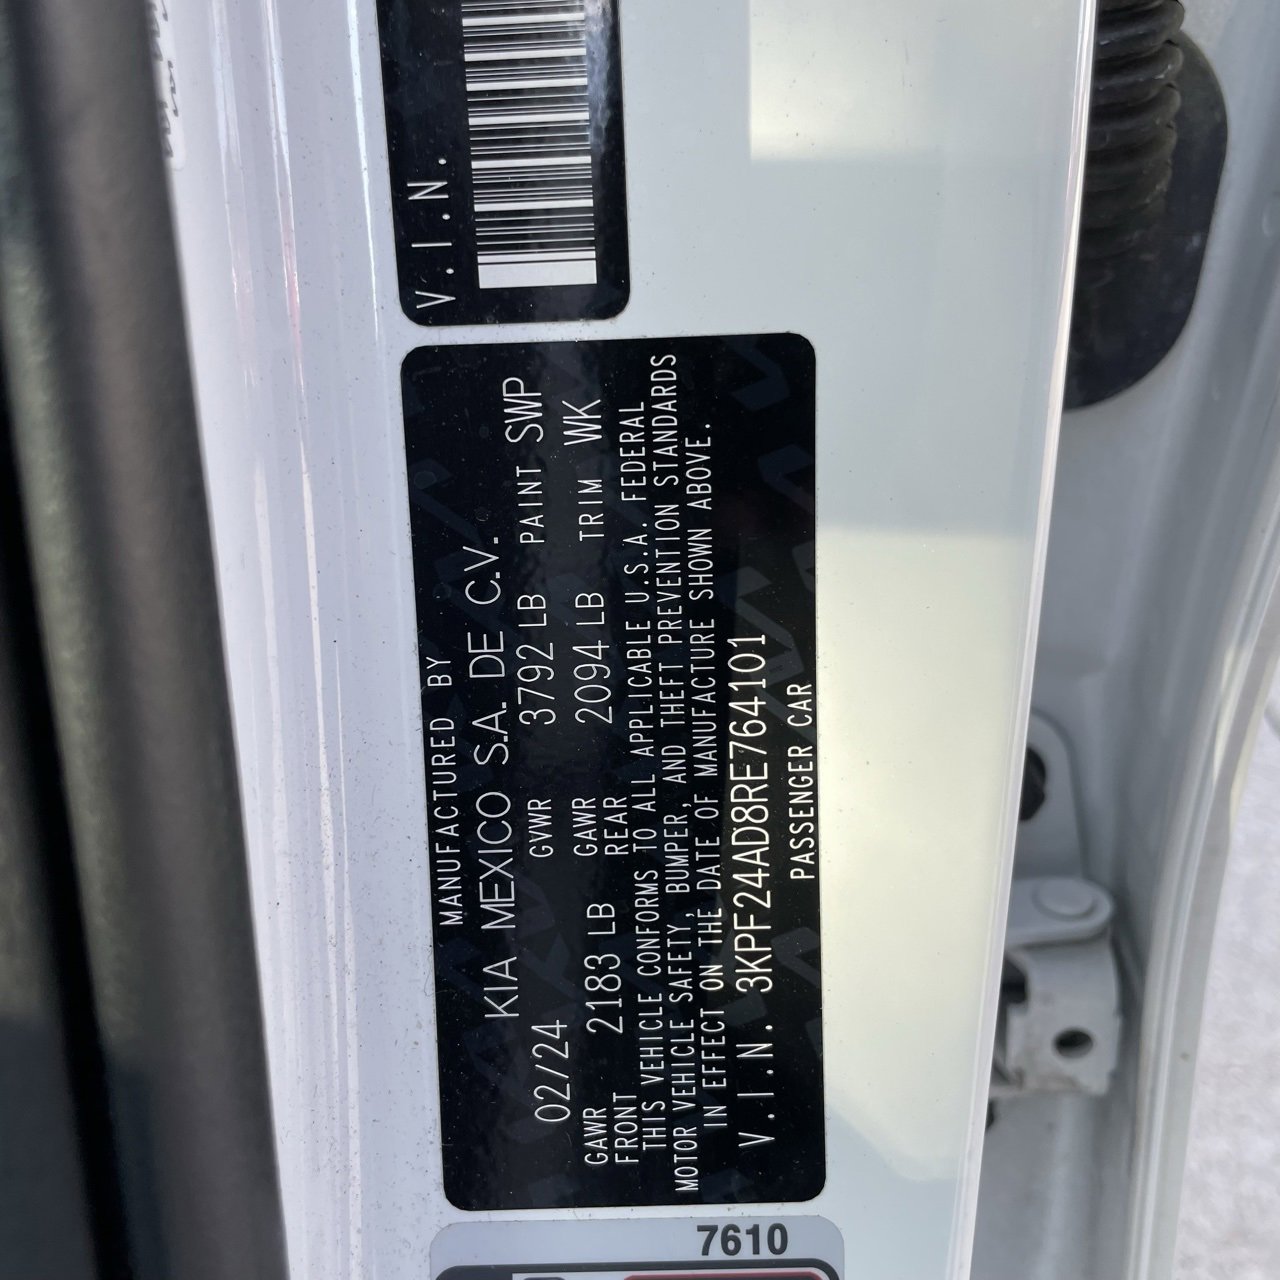 V.I.N.
MANUFACTURED BY
KIA MEXICO S.A. DE C.V.
02/24 GVWR 3792 LB PAINT SWP
GAWR FRONT 2183 LB GAWR REAR 2094 LB TRIM WK
THIS VEHICLE CONFORMS TO ALL APPLICABLE U.S.A. FEDERAL
MOTOR VEHICLE SAFETY, BUMPER, AND THEFT PREVENTION STANDARDS
IN EFFECT ON THE DATE OF MANUFACTURE SHOWN ABOVE.
V.I.N. 3KPF24AD8RE764101
PASSENGER CAR
7610